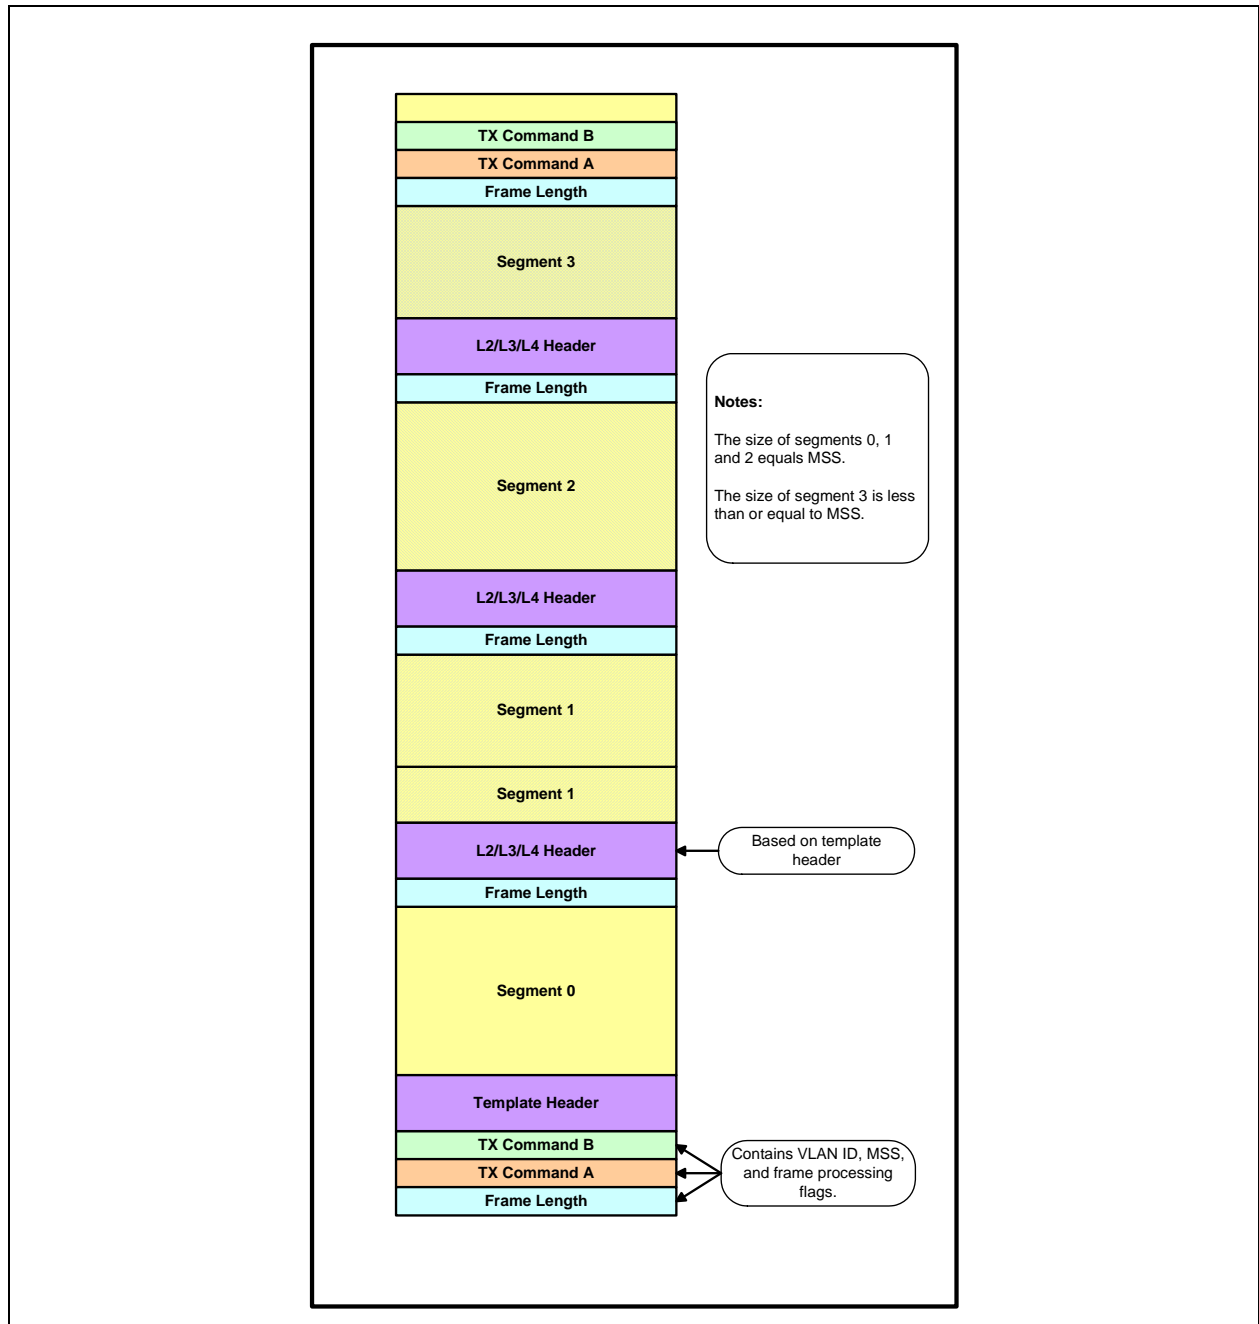 TX Command B
TX Command A
Frame Length
Segment 3
L2/L3/L4 Header
Frame Length
Notes:
The size of segments 0, 1
and 2 equals MSS.
The size of segment 3 is less
than or equal to MSS.
Segment 2
L2/L3/L4 Header
Frame Length
Segment 1
Segment 1
L2/L3/L4 Header
Based on template
header
Frame Length
Segment 0
Template Header
TX Command B
TX Command A
Frame Length
Contains VLAN ID, MSS,
and frame processing
flags.